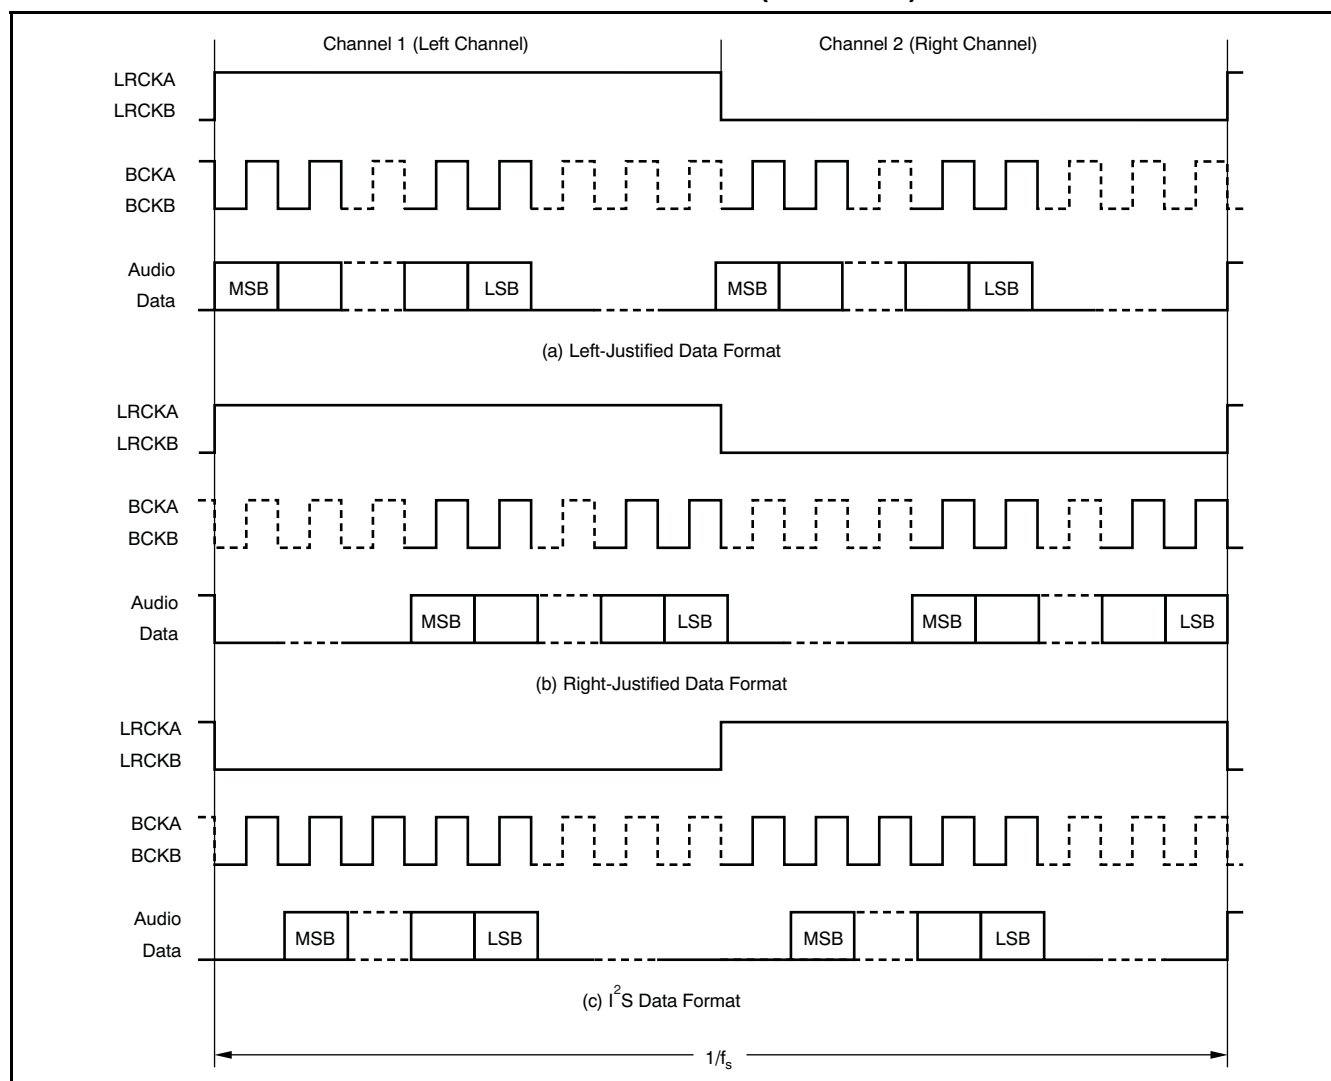 Channel 1 (Left Channel)
Channel 2 (Right Channel)
LRCKA
LRCKB
BCKA
BCKB
Audio
Data
MSB
LSB
MSB
LSB
(a) Left-Justified Data Format
LRCKA
LRCKB
BCKA
BCKB
Audio
Data
MSB
LSB
MSB
LSB
(b) Right-Justified Data Format
LRCKA
LRCKB
BCKA
BCKB
Audio
Data
MSB
LSB
MSB
LSB
(c) I²S Data Format
1/fₛ